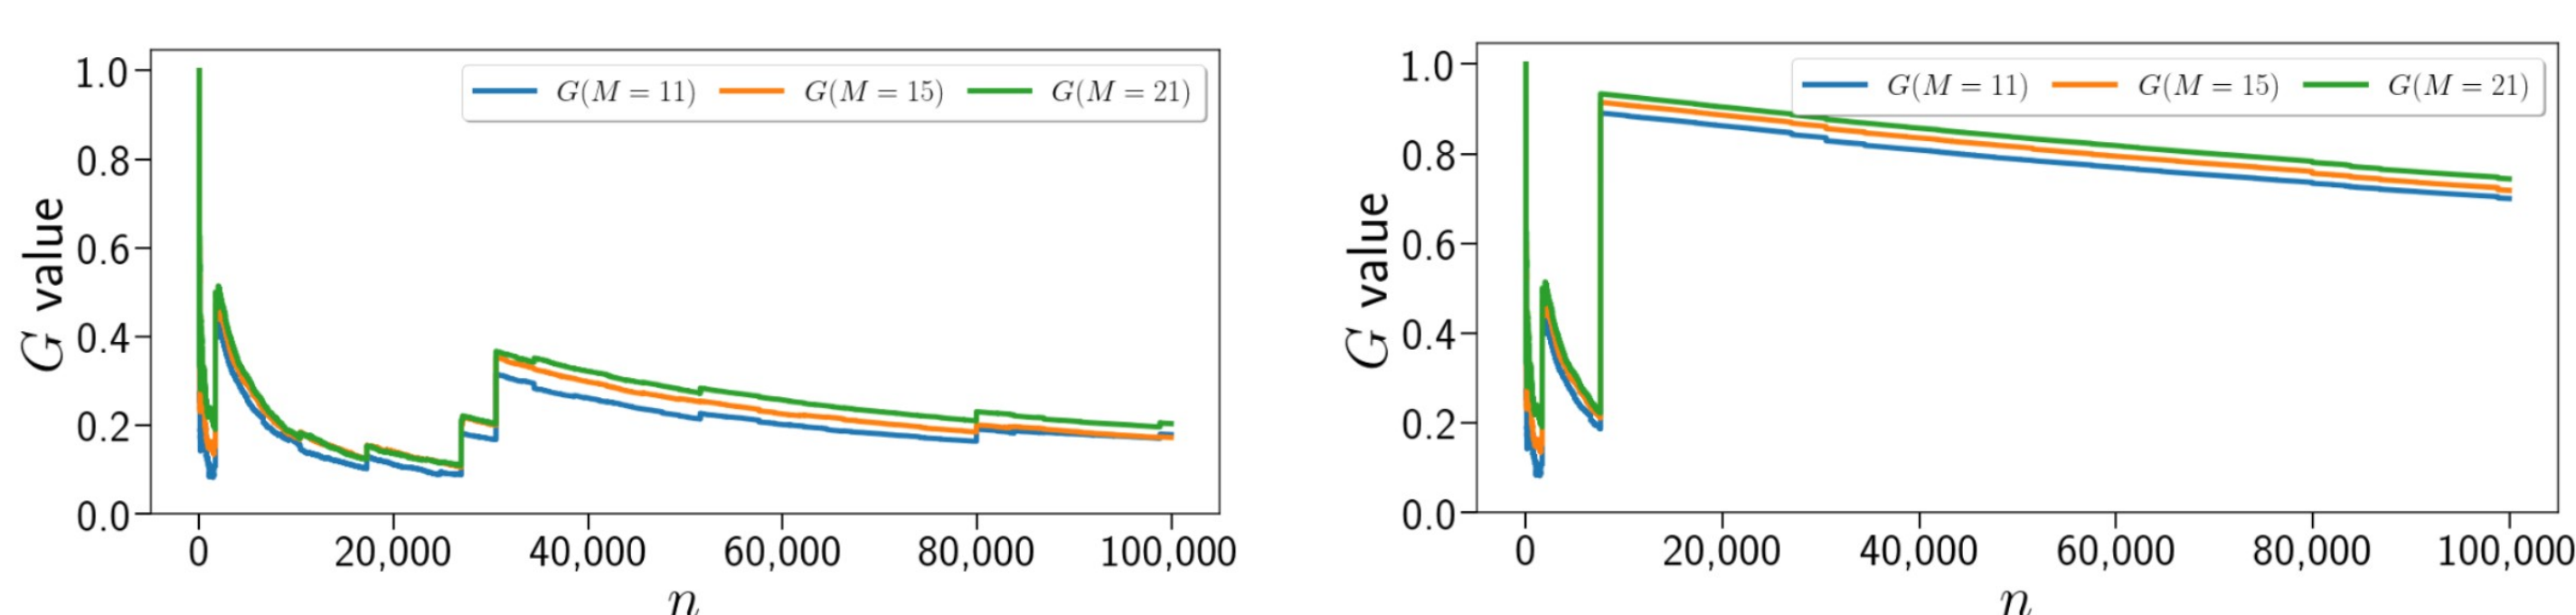 G(M = 11) G(M = 15) G(M = 21)
1.0
0.8
0.6
0.4
0.2
0.0
G value
0 20,000 40,000 60,000 80,000 100,000
n
G(M = 11) G(M = 15) G(M = 21)
1.0
0.8
0.6
0.4
0.2
0.0
G value
0 20,000 40,000 60,000 80,000 100,000
n